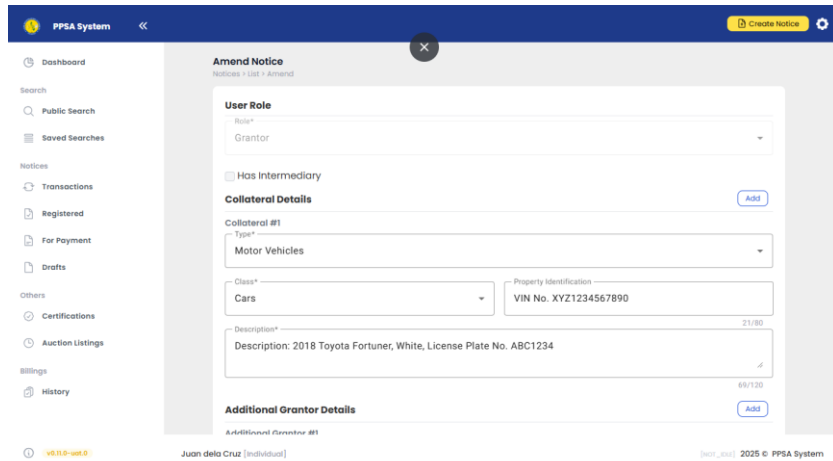 PPSA System
Create Notice
Dashboard
Search
Public Search
Saved Searches
Notices
Transactions
Registered
For Payment
Drafts
Others
Certifications
Auction Listings
Billings
History
v0.11.0-uat.0
Amend Notice
Notices > List > Amend
User Role
Role*
Grantor
Has Intermediary
Collateral Details
Add
Collateral #1
Type*
Motor Vehicles
Class*
Cars
Property Identification
VIN No. XYZ1234567890
21/80
Description*
Description: 2018 Toyota Fortuner, White, License Plate No. ABC1234
69/120
Additional Grantor Details
Add
Additional Grantor #1
Juan dela Cruz [Individual]
2025 © PPSA System